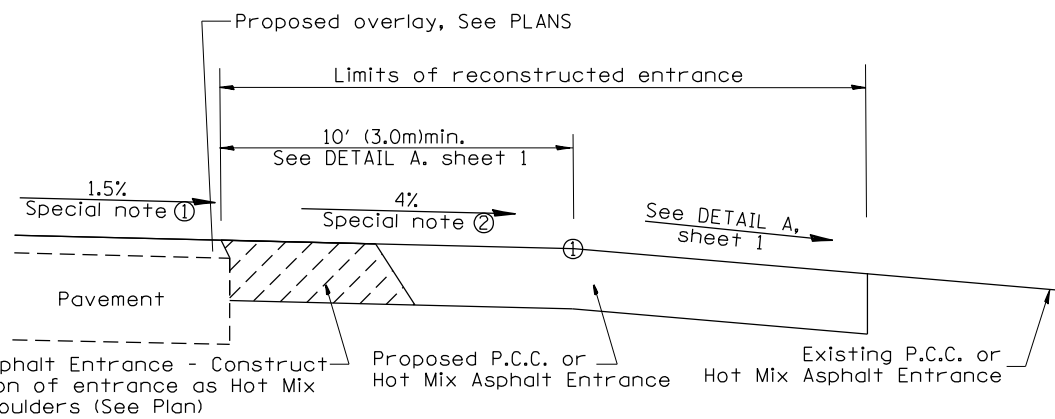 Proposed overlay, See PLANS
Limits of reconstructed entrance
10' (3.0m)min.
See DETAIL A. sheet 1
1.5%
Special note ①
4%
Special note ②
See DETAIL A,
sheet 1
①
Pavement
phalt Entrance - Construct
on of entrance as Hot Mix
oulders (See Plan)
Proposed P.C.C. or
Hot Mix Asphalt Entrance
Existing P.C.C. or
Hot Mix Asphalt Entrance